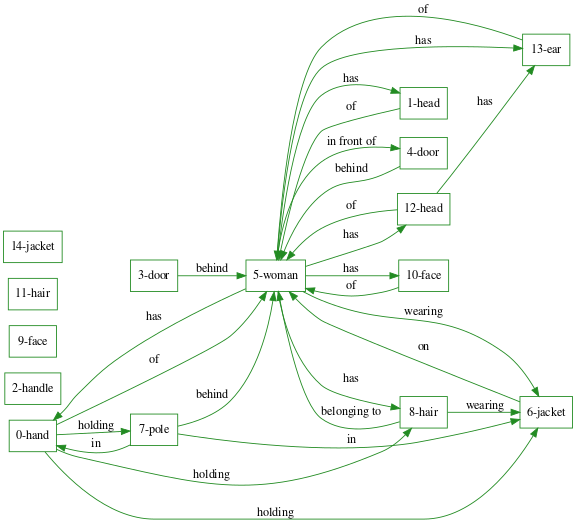 of
13-ear
has
has
1-head
of
has
in front of
4-door
behind
12-head
of
has
14-jacket
3-door
behind
5-woman
has
10-face
of
11-hair
has
wearing
9-face
of
on
2-handle
behind
has
0-hand
holding
7-pole
in
belonging to
8-hair
wearing
6-jacket
in
holding
holding